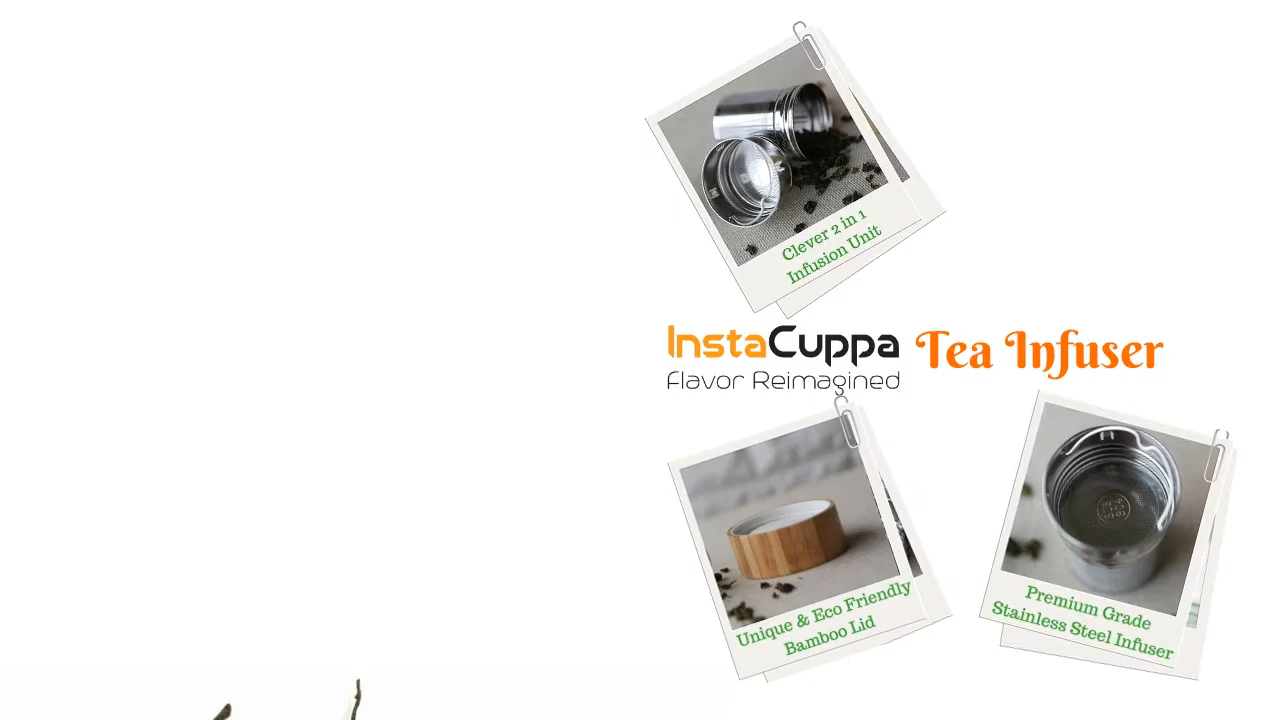 Clever 2 in 1
Infusion Unit
InstaCuppa
Flavor Reimagined
Tea Infuser
Unique & Eco Friendly
Bamboo Lid
Premium Grade
Stainless Steel Infuser